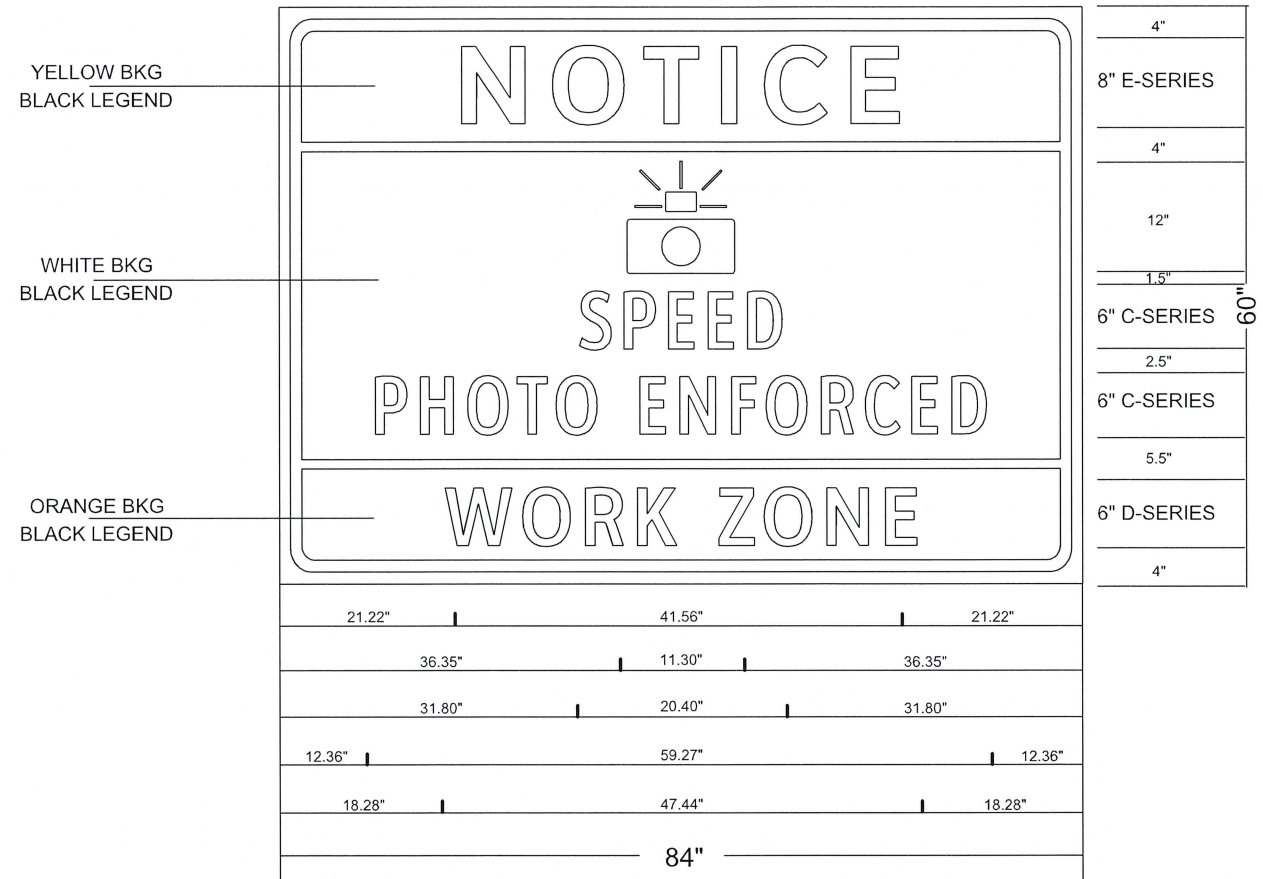 YELLOW BKG
BLACK LEGEND
WHITE BKG
BLACK LEGEND
ORANGE BKG
BLACK LEGEND
NOTICE
SPEED
PHOTO ENFORCED
WORK ZONE
4"
8" E-SERIES
4"
12"
1.5"
6" C-SERIES
2.5"
6" C-SERIES
5.5"
6" D-SERIES
4"
60"
21.22" 41.56" 21.22"
36.35" 11.30" 36.35"
31.80" 20.40" 31.80"
12.36" 59.27" 12.36"
18.28" 47.44" 18.28"
84"